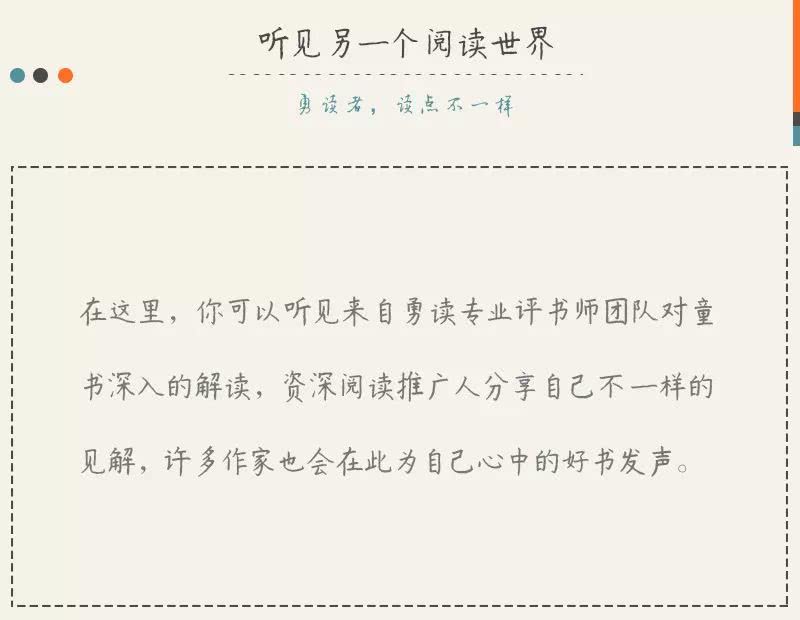 听见另一个阅读世界
勇读者，读点不一样
在这里，你可以听见来自勇读专业评书师团队对童
书深入的解读，资深阅读推广人分享自己不一样的
见解，许多作家也会在此为自己心中的好书发声。